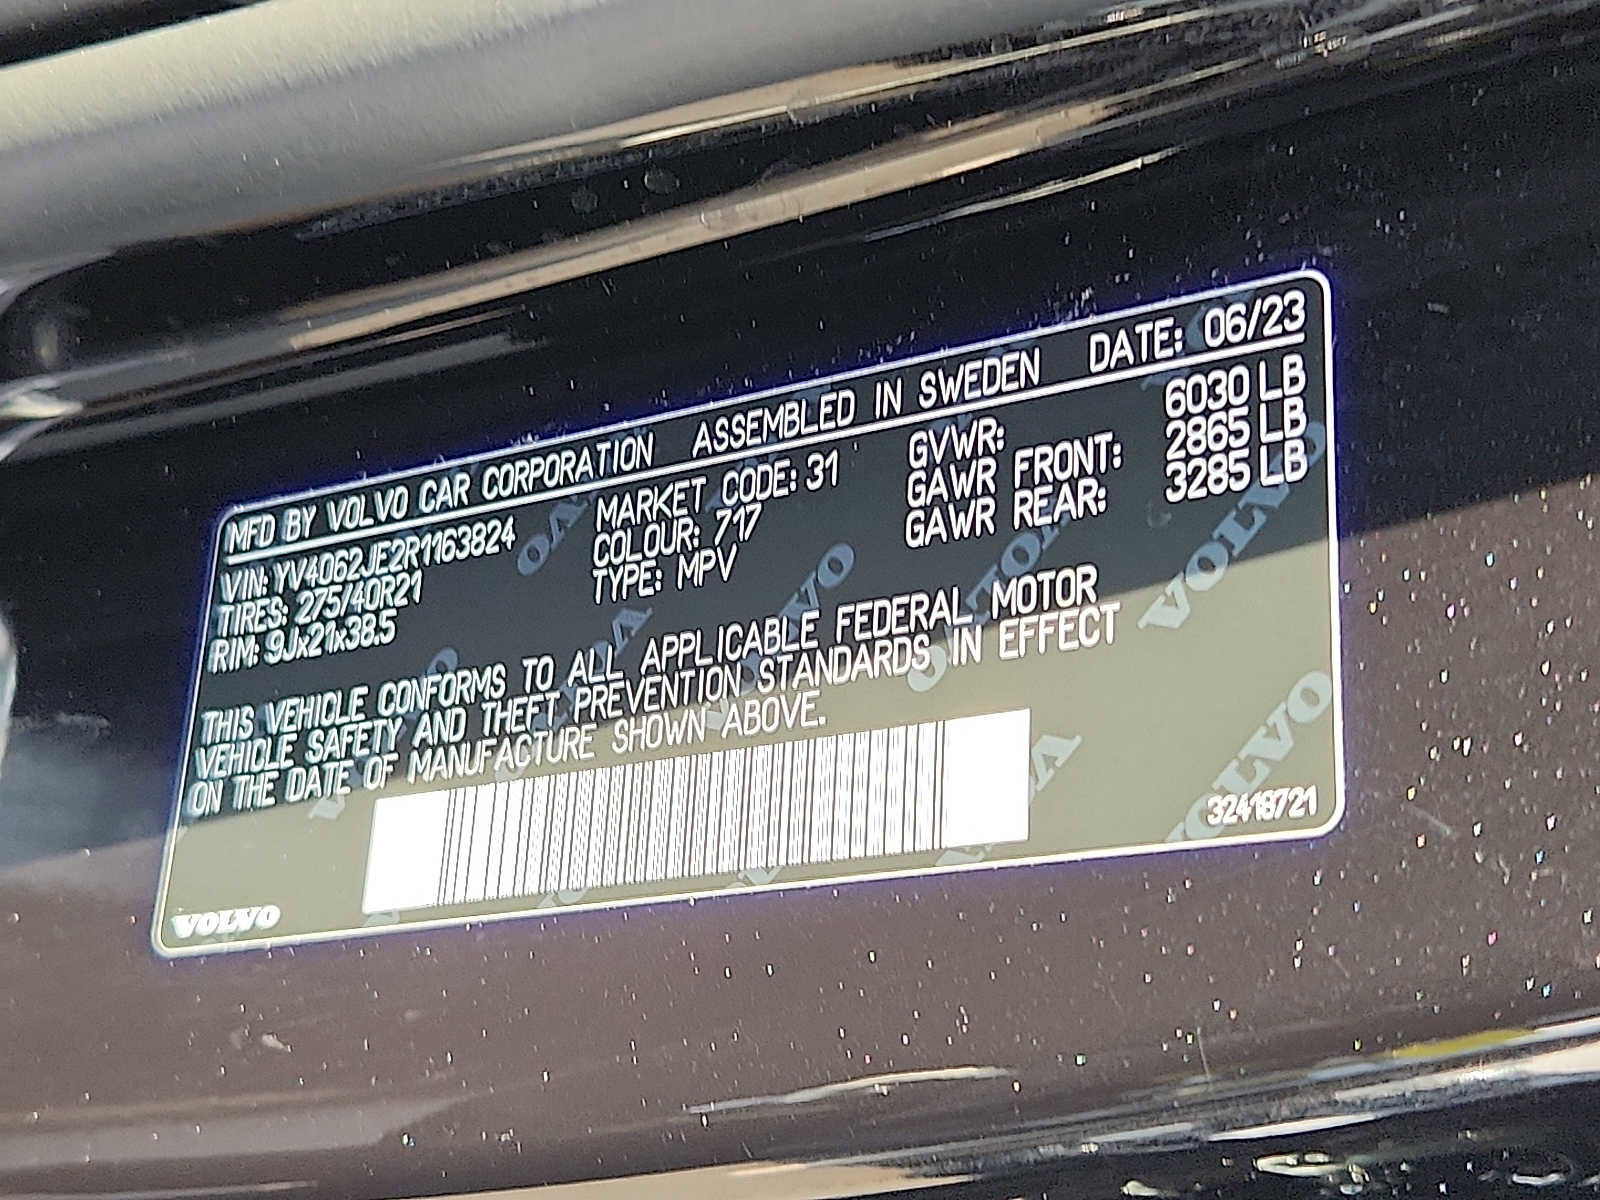 MFD BY VOLVO CAR CORPORATION ASSEMBLED IN SWEDEN DATE: 06/23
VIN: YV4062JE2R1163824 MARKET CODE: 31 GVWR: 6030 LB
TIRES: 275/40R21 COLOUR: 717 GAWR FRONT: 2865 LB
RIM: 9Jx21x38.5 TYPE: MPV GAWR REAR: 3285 LB
THIS VEHICLE CONFORMS TO ALL APPLICABLE FEDERAL MOTOR
VEHICLE SAFETY AND THEFT PREVENTION STANDARDS IN EFFECT
ON THE DATE OF MANUFACTURE SHOWN ABOVE.
32418721
VOLVO